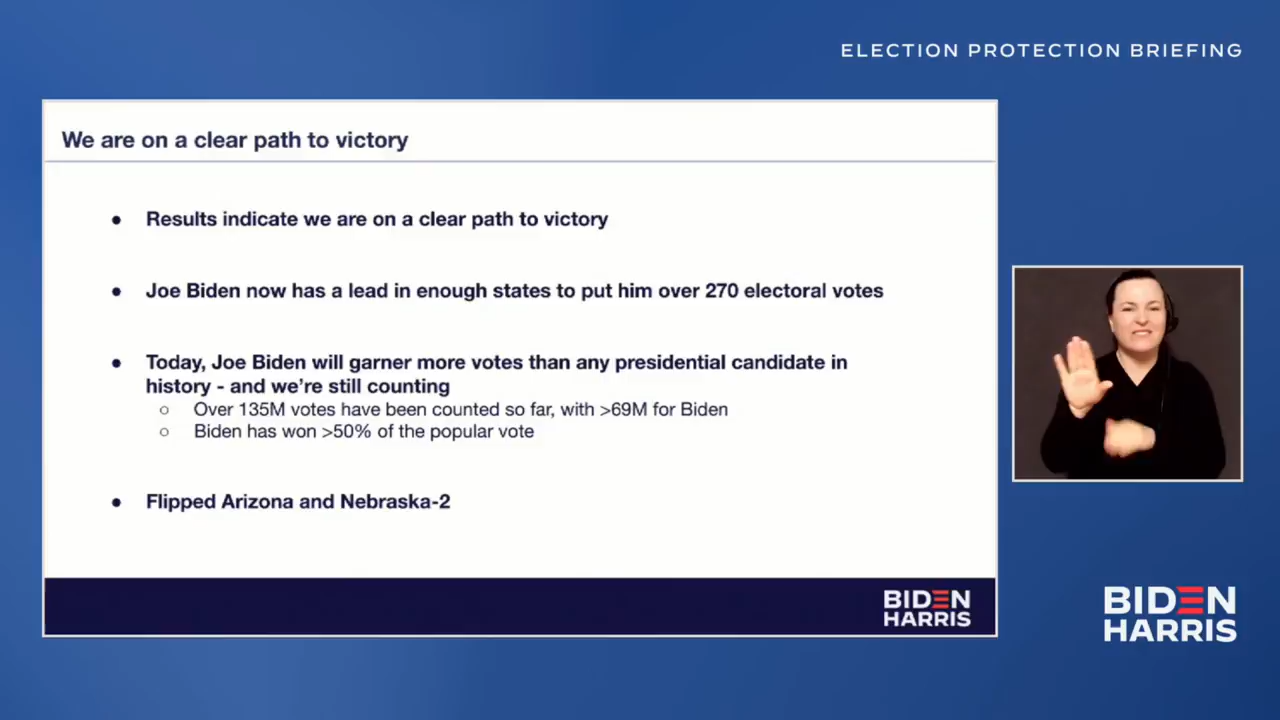 ELECTION PROTECTION BRIEFING
We are on a clear path to victory
● Results indicate we are on a clear path to victory
● Joe Biden now has a lead in enough states to put him over 270 electoral votes
● Today, Joe Biden will garner more votes than any presidential candidate in
history - and we're still counting
○ Over 135M votes have been counted so far, with >69M for Biden
○ Biden has won >50% of the popular vote
● Flipped Arizona and Nebraska-2
BIDEN
HARRIS
BIDEN
HARRIS